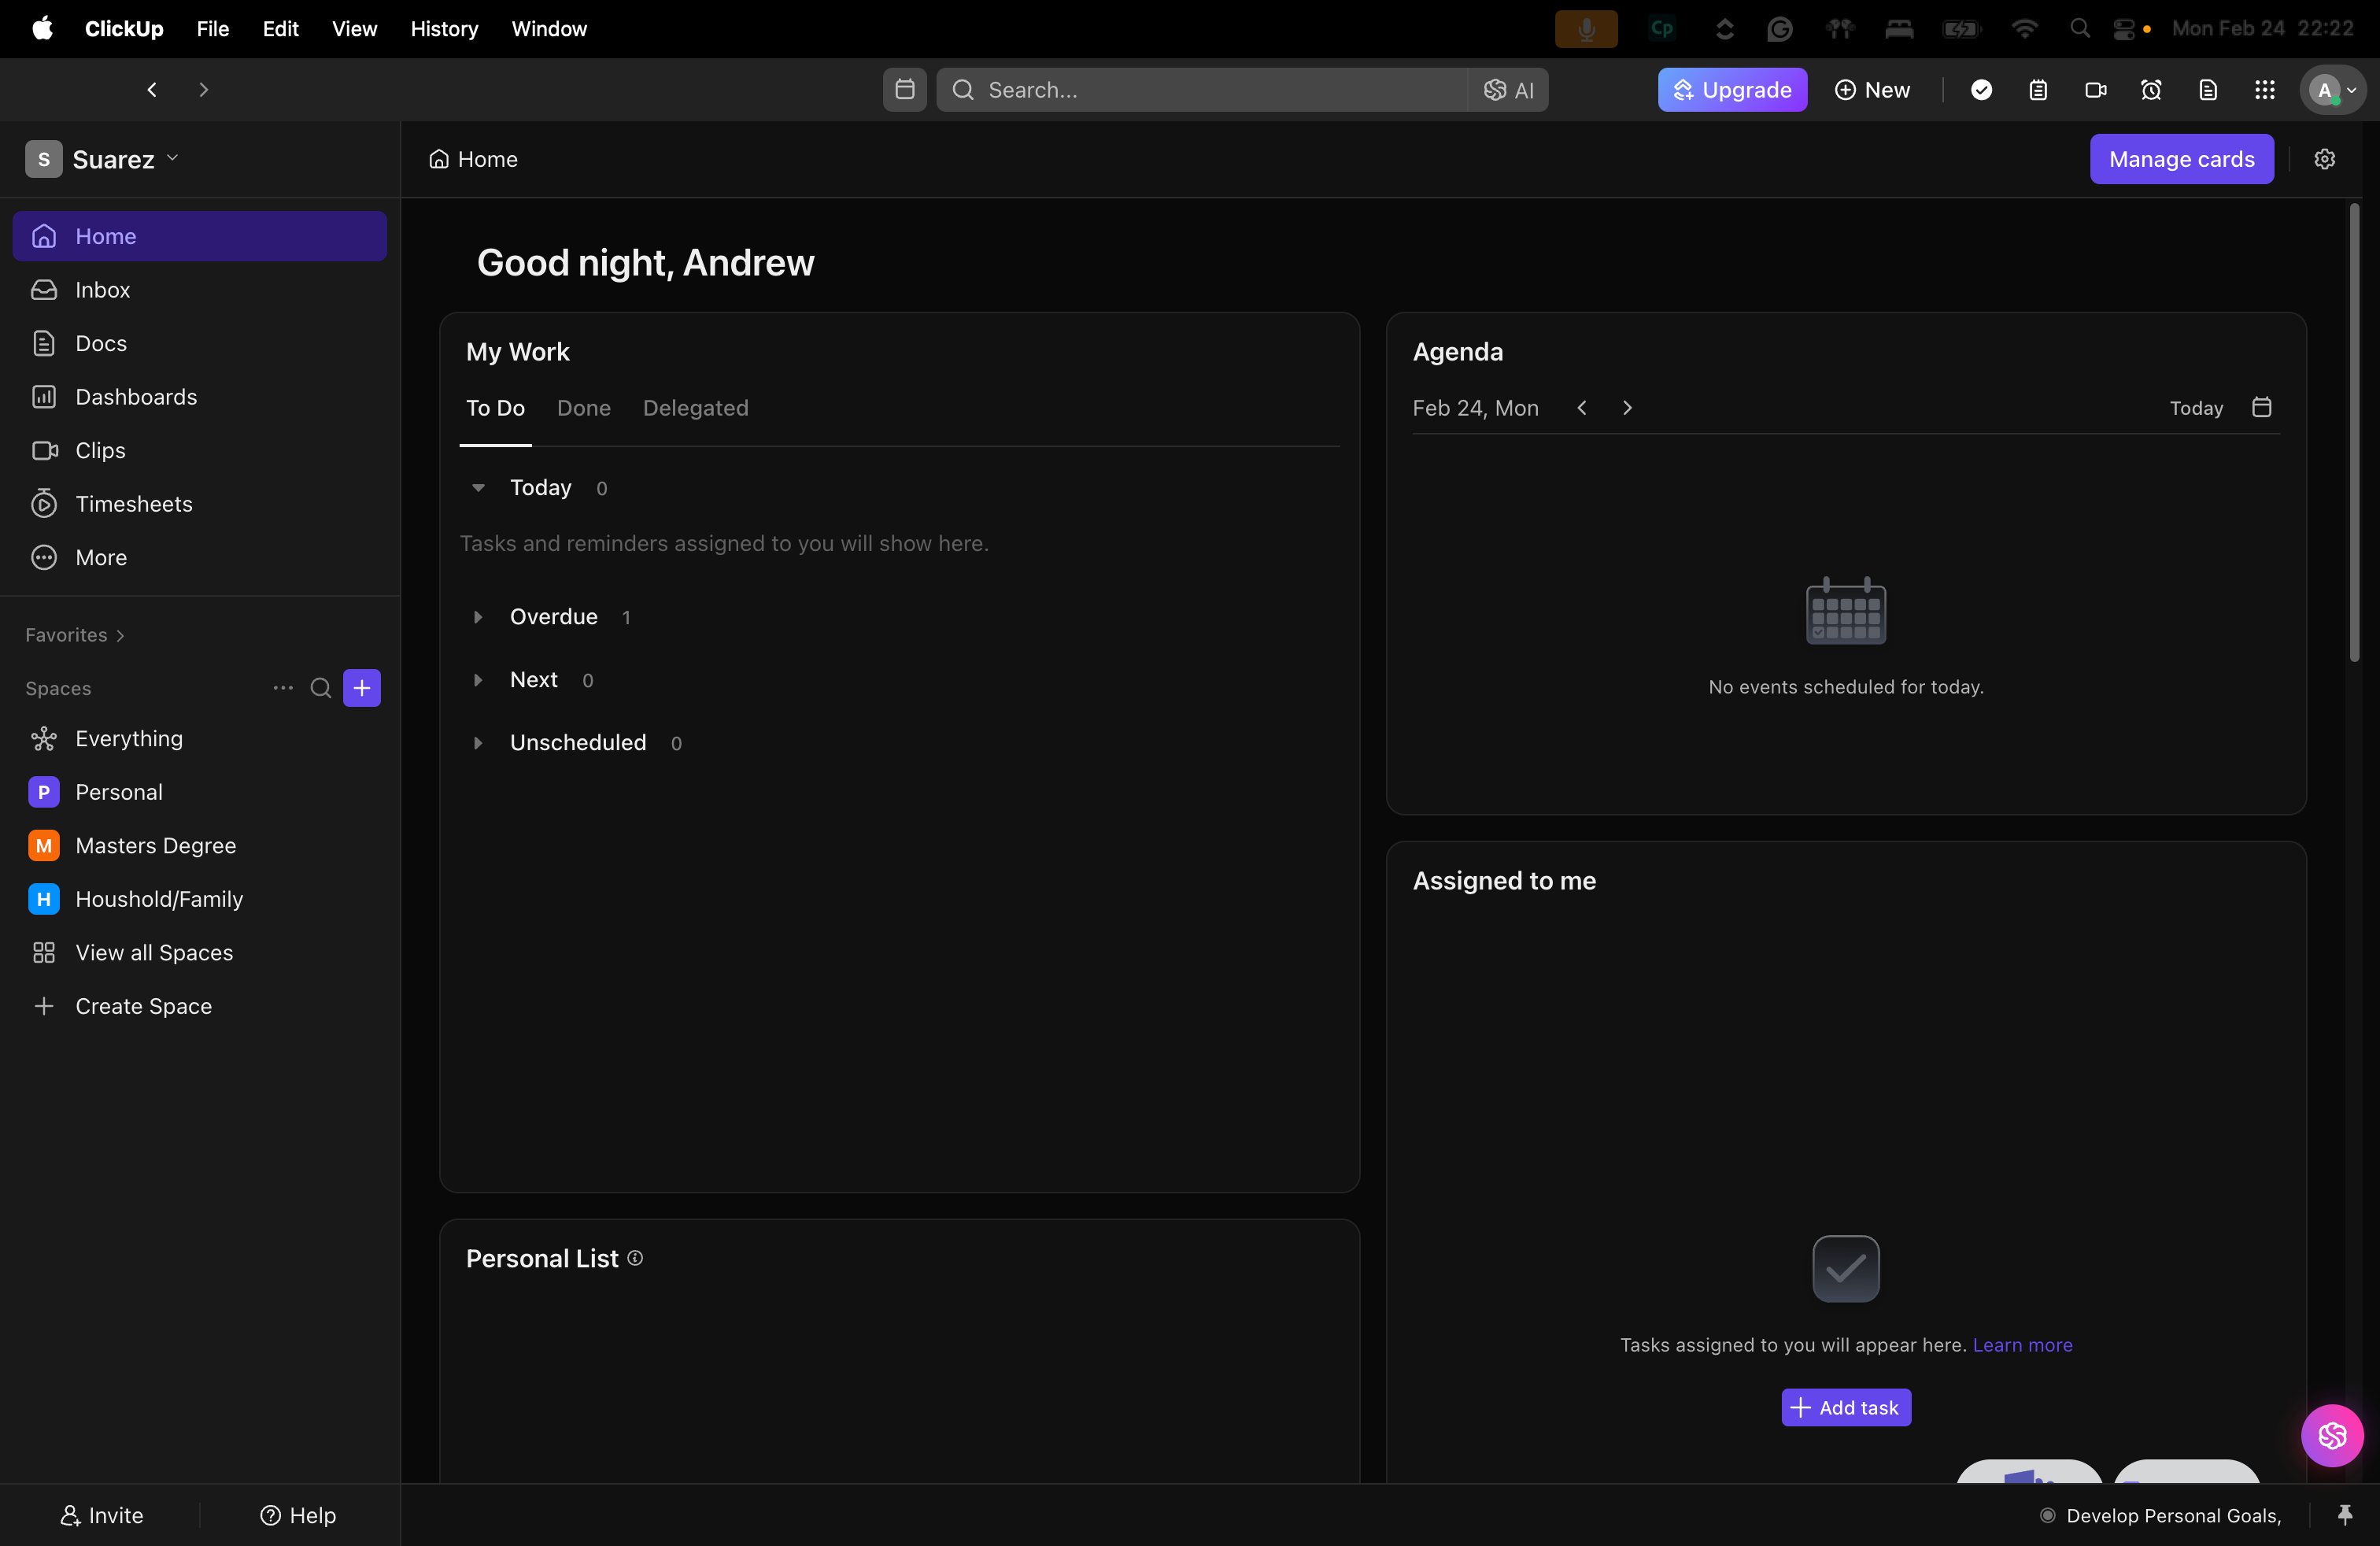 ClickUp File Edit View History Window Cp Mon Feb 24 22:22
Search... AI Upgrade New A
S Suarez
Home
Manage cards
Home
Inbox
Docs
Dashboards
Clips
Timesheets
More
Favorites
Spaces
Everything
P Personal
M Masters Degree
H Houshold/Family
View all Spaces
Create Space
Invite
Help
Good night, Andrew
My Work
To Do Done Delegated
Today 0
Tasks and reminders assigned to you will show here.
Overdue 1
Next 0
Unscheduled 0
Personal List
Agenda
Feb 24, Mon Today
No events scheduled for today.
Assigned to me
Tasks assigned to you will appear here. Learn more
Add task
Develop Personal Goals,